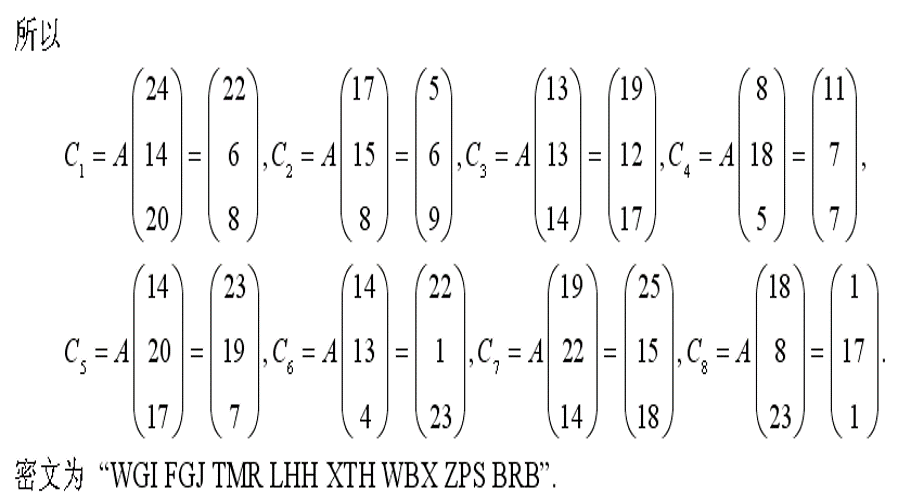 所以
C₁ = A(24 14 20) = (22 6 8), C₂ = A(17 15 8) = (5 6 9), C₃ = A(13 13 14) = (19 12 17), C₄ = A(8 18 5) = (11 7 7),
C₅ = A(14 20 17) = (23 19 7), C₆ = A(14 13 4) = (22 1 23), C₇ = A(19 22 14) = (25 15 18), C₈ = A(18 8 23) = (1 17 1).
密文为 “WGI FGJ TMR LHH XTH WBX ZPS BRB”.